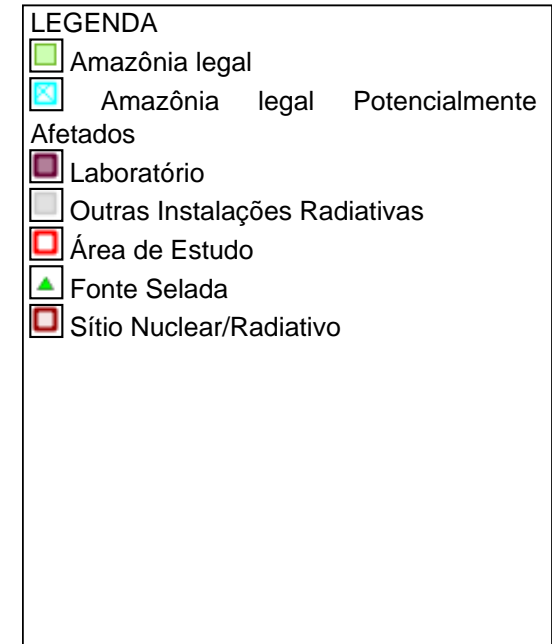 LEGENDA
Amazônia legal
Amazônia legal Potencialmente
Afetados
Laboratório
Outras Instalações Radiativas
Área de Estudo
Fonte Selada
Sítio Nuclear/Radiativo